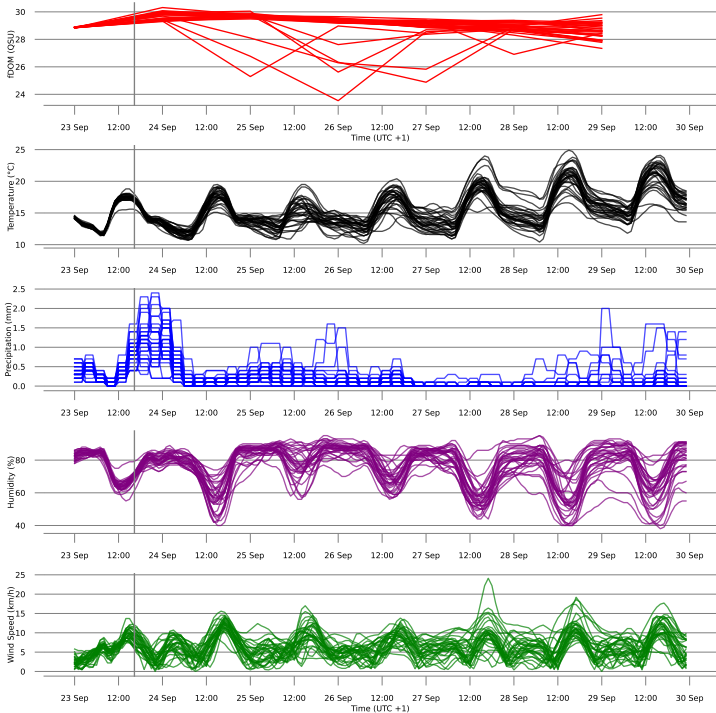 fDOM (QSU)
30
28
26
24
23 Sep 12:00 24 Sep 12:00 25 Sep 12:00 26 Sep 12:00 27 Sep 12:00 28 Sep 12:00 29 Sep 12:00 30 Sep
Time (UTC +1)
Temperature (°C)
25
20
15
10
23 Sep 12:00 24 Sep 12:00 25 Sep 12:00 26 Sep 12:00 27 Sep 12:00 28 Sep 12:00 29 Sep 12:00 30 Sep
Precipitation (mm)
2.5
2.0
1.5
1.0
0.5
0.0
23 Sep 12:00 24 Sep 12:00 25 Sep 12:00 26 Sep 12:00 27 Sep 12:00 28 Sep 12:00 29 Sep 12:00 30 Sep
Humidity (%)
80
60
40
23 Sep 12:00 24 Sep 12:00 25 Sep 12:00 26 Sep 12:00 27 Sep 12:00 28 Sep 12:00 29 Sep 12:00 30 Sep
Wind Speed (km/h)
25
20
15
10
5
0
23 Sep 12:00 24 Sep 12:00 25 Sep 12:00 26 Sep 12:00 27 Sep 12:00 28 Sep 12:00 29 Sep 12:00 30 Sep
Time (UTC +1)